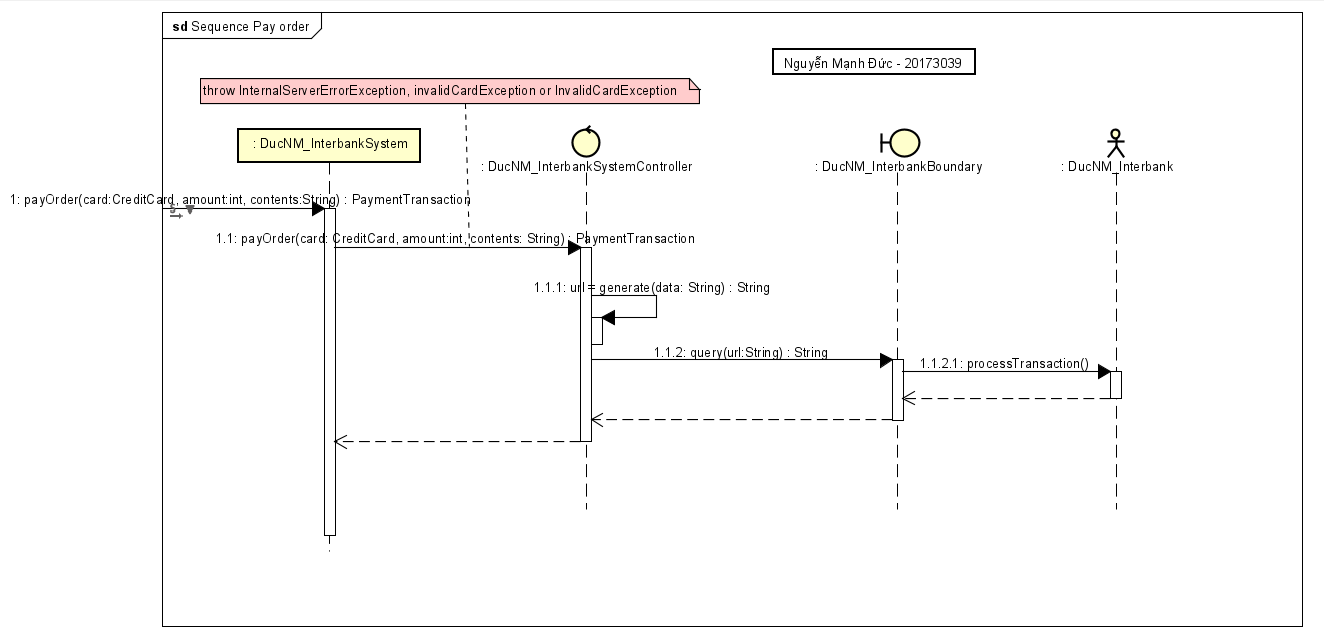 sd Sequence Pay order
Nguyễn Mạnh Đức - 20173039
throw InternalServerErrorException, invalidCardException or InvalidCardException
: DucNM_InterbankSystem
: DucNM_InterbankSystemController
: DucNM_InterbankBoundary
: DucNM_Interbank
1: payOrder(card:CreditCard, amount:int, contents:String) : PaymentTransaction
1.1: payOrder(card: CreditCard, amount:int, contents: String) : PaymentTransaction
1.1.1: url = generate(data: String) : String
1.1.2: query(url:String) : String
1.1.2.1: processTransaction()